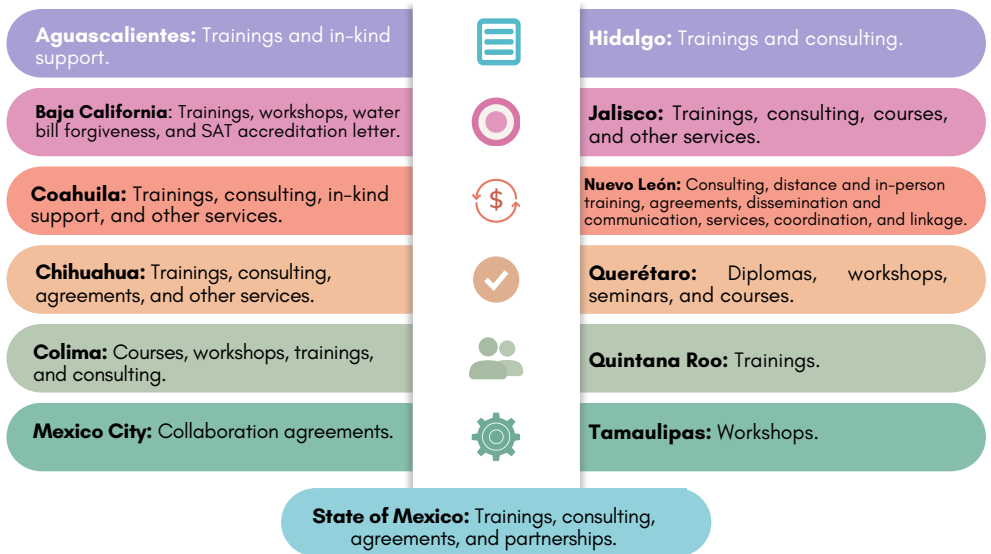 Aguascalientes: Trainings and in-kind
support.
Baja California: Trainings, workshops, water
bill forgiveness, and SAT accreditation letter.
Coahuila: Trainings, consulting, in-kind
support, and other services.
Chihuahua: Trainings, consulting,
agreements, and other services.
Colima: Courses, workshops, trainings,
and consulting.
Mexico City: Collaboration agreements.
Hidalgo: Trainings and consulting.
Jalisco: Trainings, consulting, courses,
and other services.
Nuevo León: Consulting, distance and in-person
training, agreements, dissemination and
communication, services, coordination, and linkage.
Querétaro: Diplomas, workshops,
seminars, and courses.
Quintana Roo: Trainings.
Tamaulipas: Workshops.
$
State of Mexico: Trainings, consulting,
agreements, and partnerships.